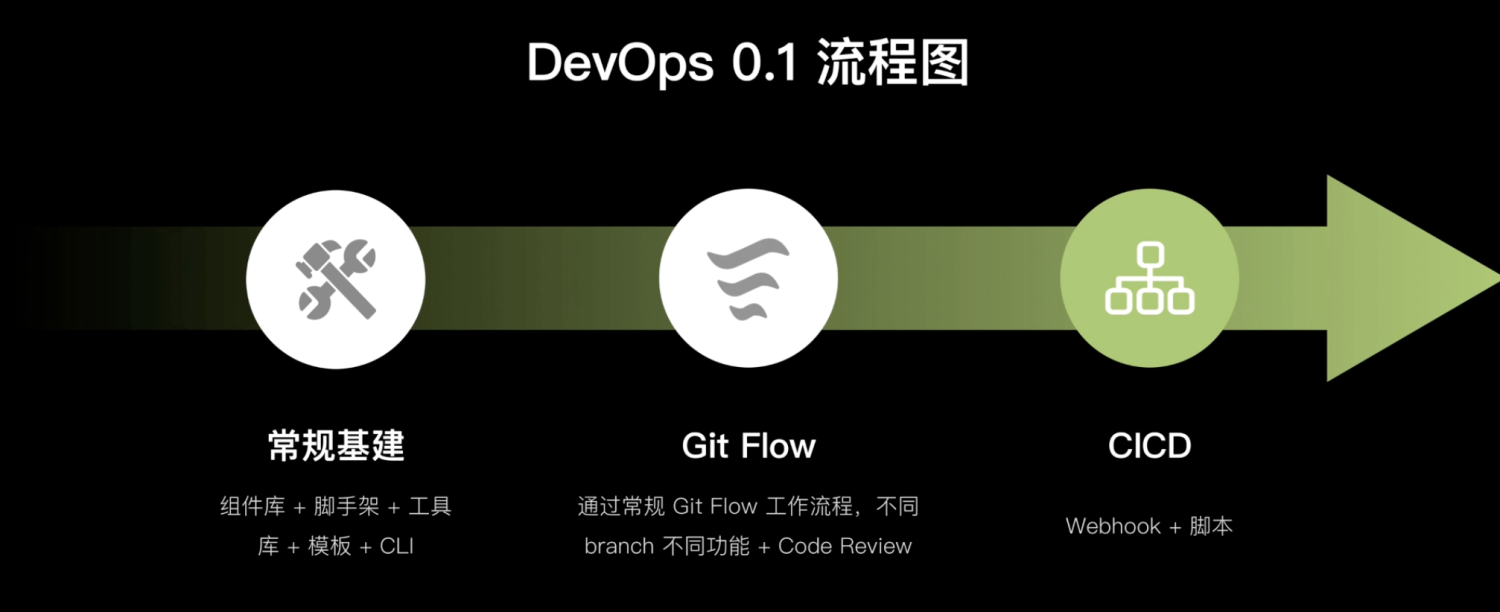 DevOps 0.1 流程图
常规基建
组件库 + 脚手架 + 工具
库 + 模板 + CLI
Git Flow
通过常规 Git Flow 工作流程，不同
branch 不同功能 + Code Review
CICD
Webhook + 脚本